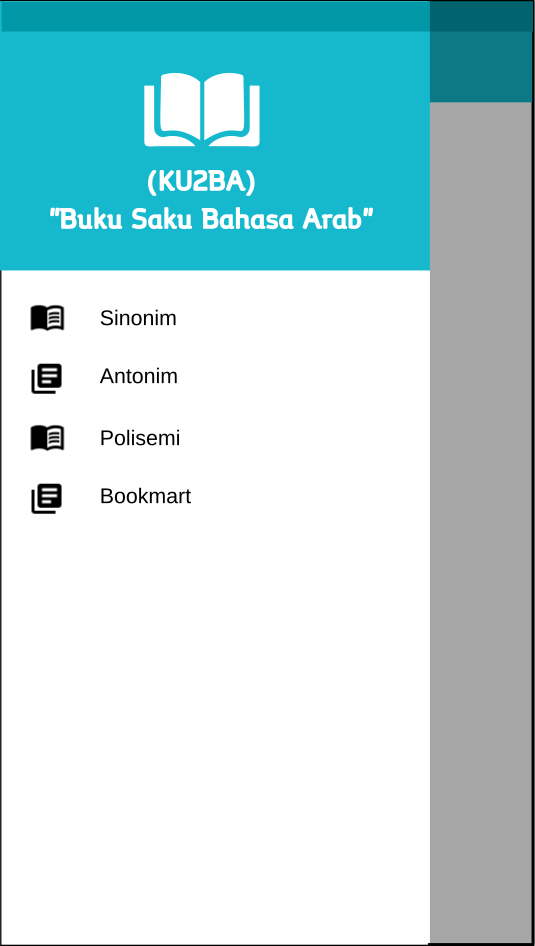 (KU2BA)
"Buku Saku Bahasa Arab"
Sinonim
Antonim
Polisemi
Bookmart